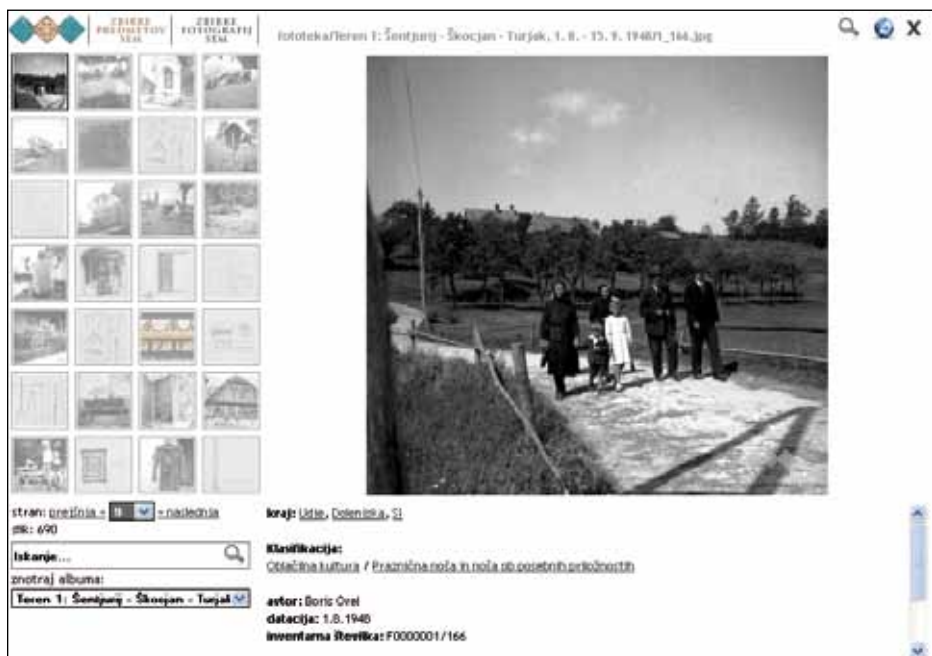 ZBIRKE PREDMETOV SEM
ZBIRKE FOTOGRAFIJ SEM
fototeka/Teren 1: Šentjurij - Škocjan - Turjak, 1. 8. - 15. 9. 1948/1_166.jpg
X
stran: prejšnja « » naslednja
slik: 690
Iskanje...
znotraj albuma:
Teren 1: Šentjurij - Škocjan - Turjak
kraj: Udje, Dolenjska, SI
Klasifikacija:
Oblačilna kultura / Praznična noša in noša ob posebnih priložnostih
avtor: Boris Orel
datacija: 1.8.1948
inventarna številka: F0000001/166